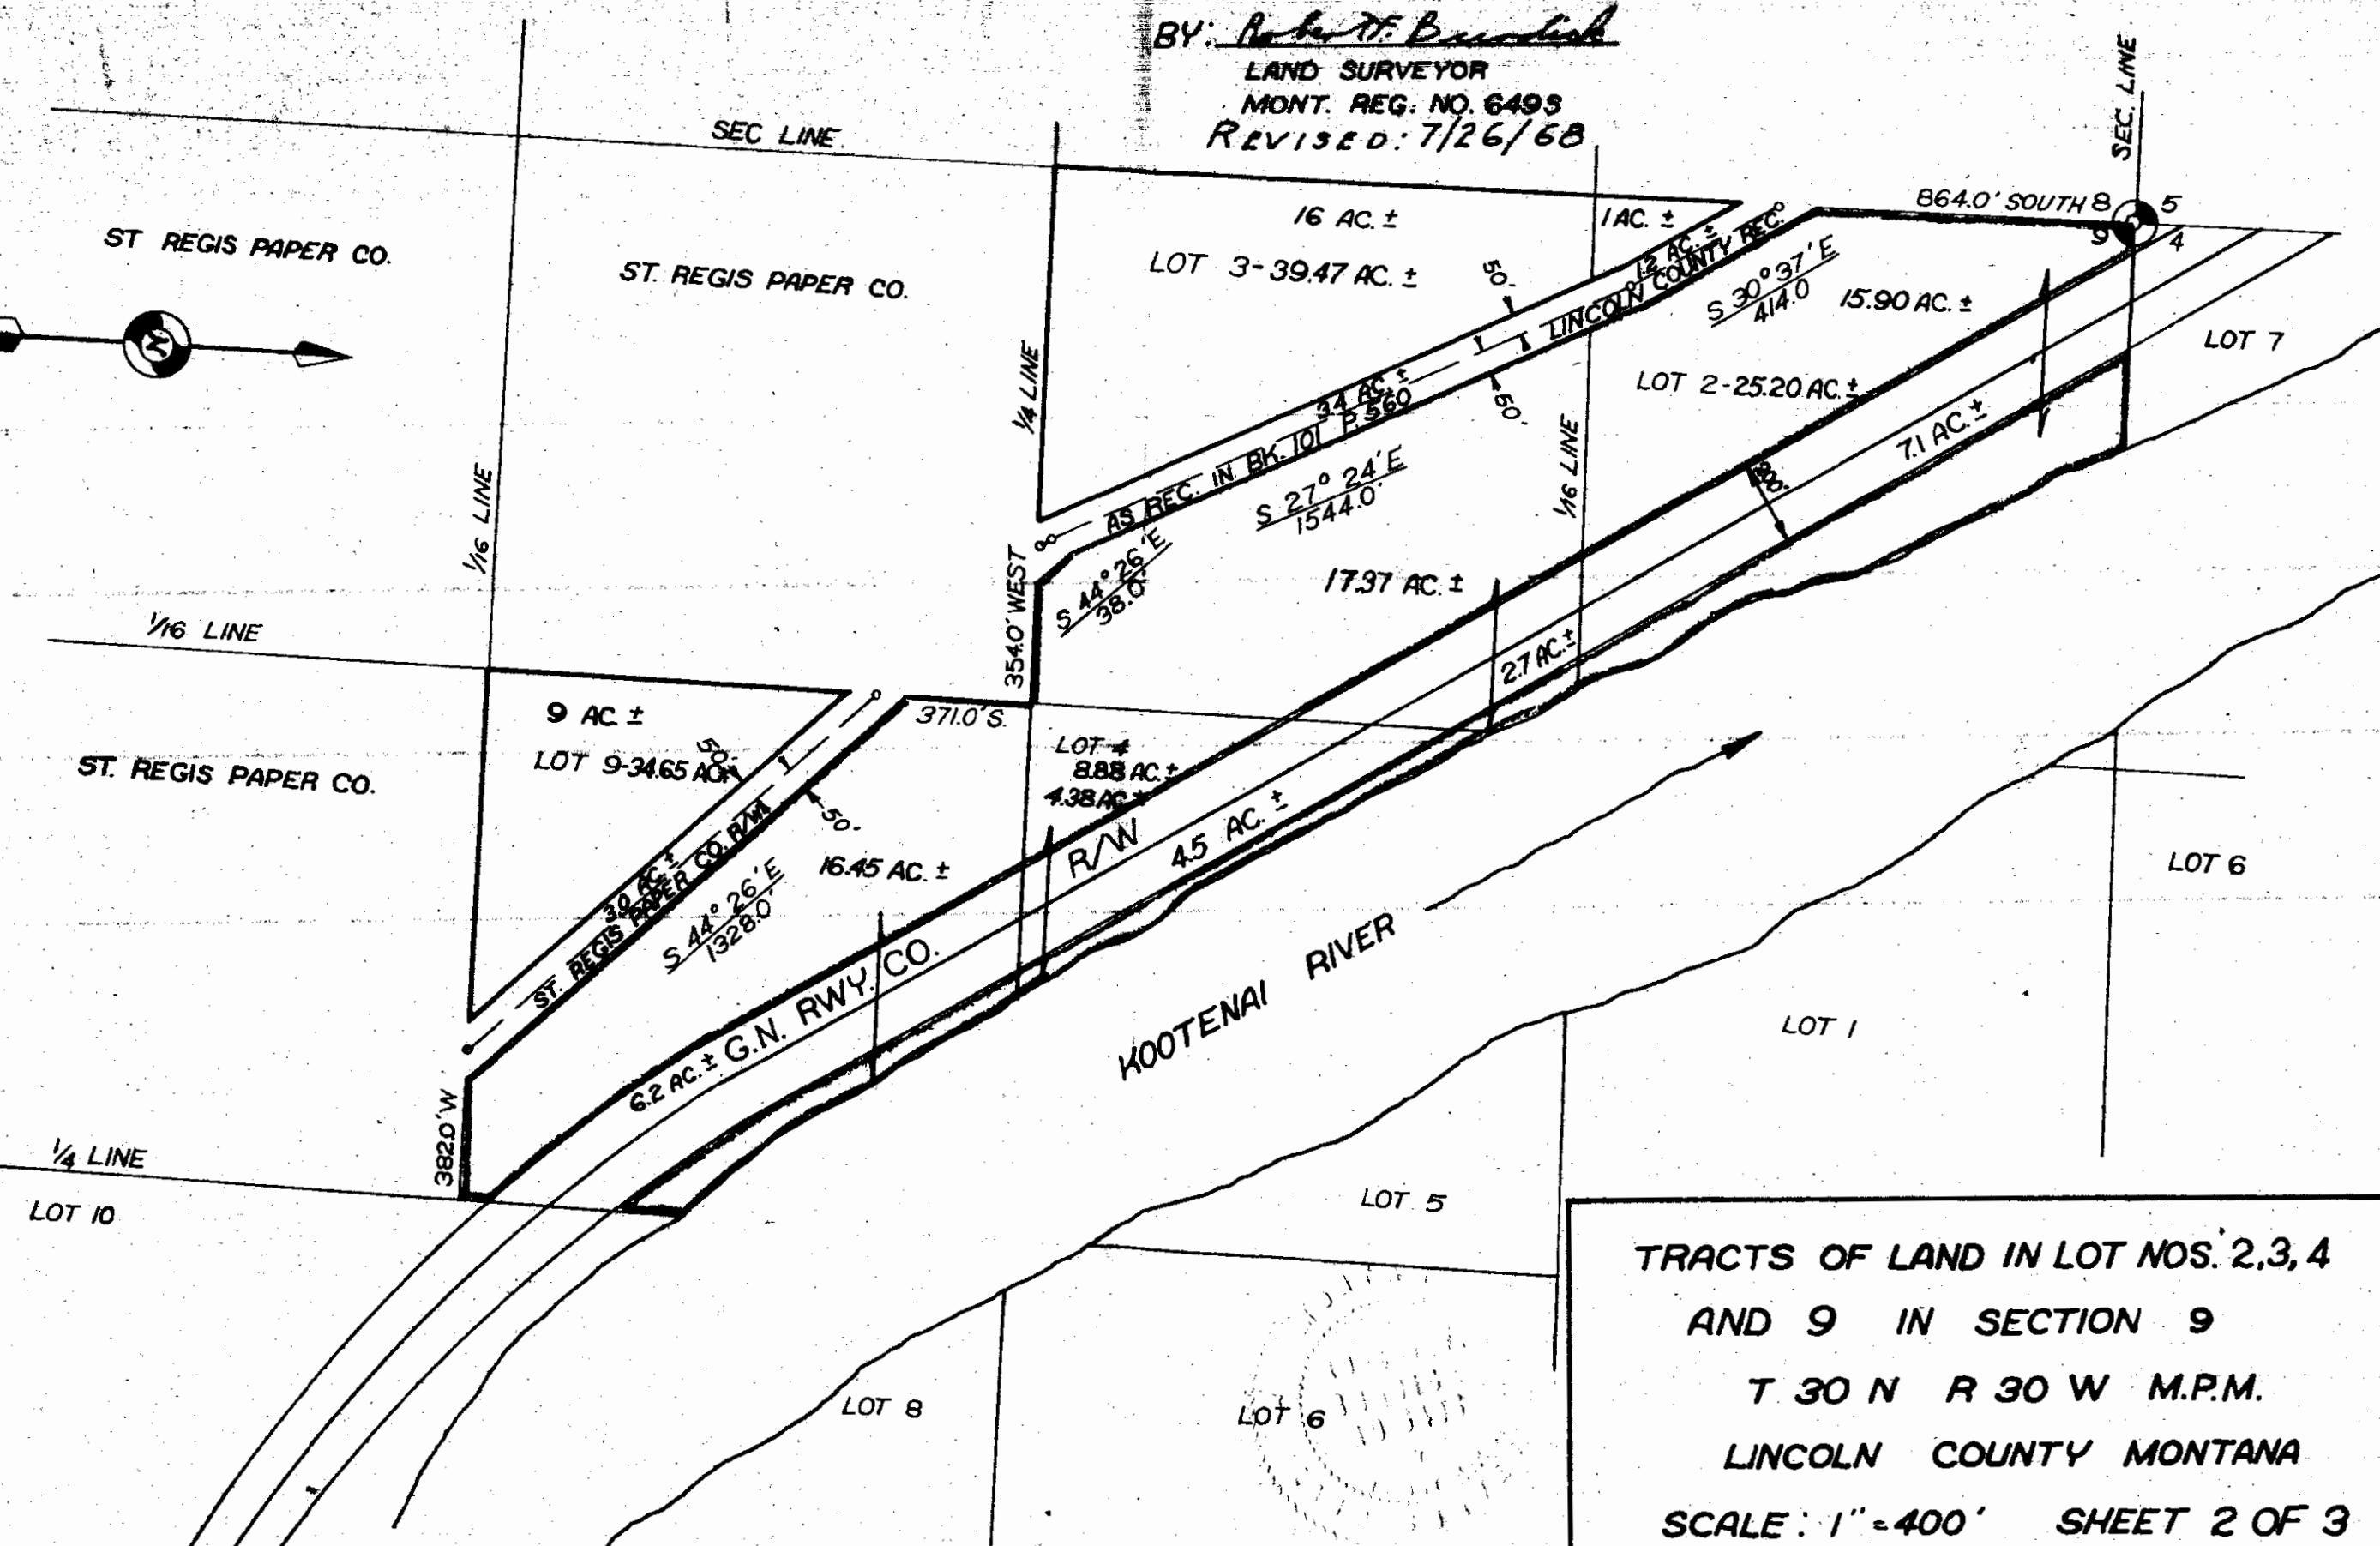 BY: Robert F. Burdick
LAND SURVEYOR
MONT. REG. NO. 649S
REVISED: 7/26/68
SEC LINE
SEC. LINE
ST REGIS PAPER CO.
ST. REGIS PAPER CO.
N
16 AC. ±
LOT 3-39.47 AC. ±
1 AC. ±
1.2 AC. ±
LINCOLN COUNTY REC.
864.0' SOUTH
8
5
9
4
50'
S 30° 37' E
414.0
15.90 AC. ±
LOT 7
LOT 2-25.20 AC. ±
1/4 LINE
3.4 AC. ±
AS REC. IN BK. 101 P. 560
50'
S 27° 24' E
1544.0'
1/16 LINE
7.1 AC. ±
200'
1/16 LINE
354.0' WEST
S 44° 26' E
38.0'
17.37 AC. ±
1/16 LINE
2.7 AC. ±
9 AC. ±
LOT 9-34.65 AC. ±
50'
371.0' S.
LOT 4
8.88 AC. ±
4.38 AC. ±
ST. REGIS PAPER CO.
50'
3.0 AC. ±
ST. REGIS PAPER CO. R/W
16.45 AC. ±
S 44° 26' E
1328.0'
R/W
4.5 AC. ±
6.2 AC. ± G.N. RWY. CO.
KOOTENAI RIVER
LOT 6
LOT 1
382.0' W
1/4 LINE
LOT 10
LOT 5
LOT 8
LOT 6
TRACTS OF LAND IN LOT NOS. 2,3,4
AND 9 IN SECTION 9
T 30 N R 30 W M.P.M.
LINCOLN COUNTY MONTANA
SCALE: 1"=400' SHEET 2 OF 3